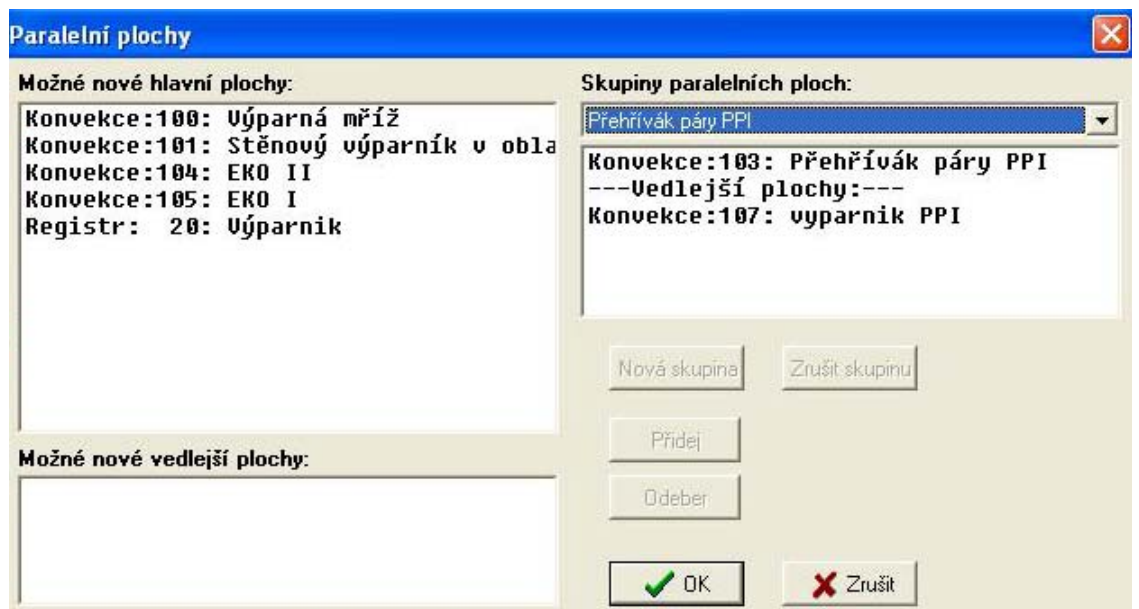 Paralelní plochy
Možné nové hlavní plochy:
Konvekce:100: Výparná mříž
Konvekce:101: Stěnový výparník v obla
Konvekce:104: EKO II
Konvekce:105: EKO I
Registr: 20: Výparnik
Možné nové vedlejší plochy:
Skupiny paralelních ploch:
Přehřívák páry PPI
Konvekce:103: Přehřívák páry PPI
---Vedlejší plochy:---
Konvekce:107: vyparnik PPI
Nová skupina
Zrušit skupinu
Přidej
Odeber
OK
Zrušit